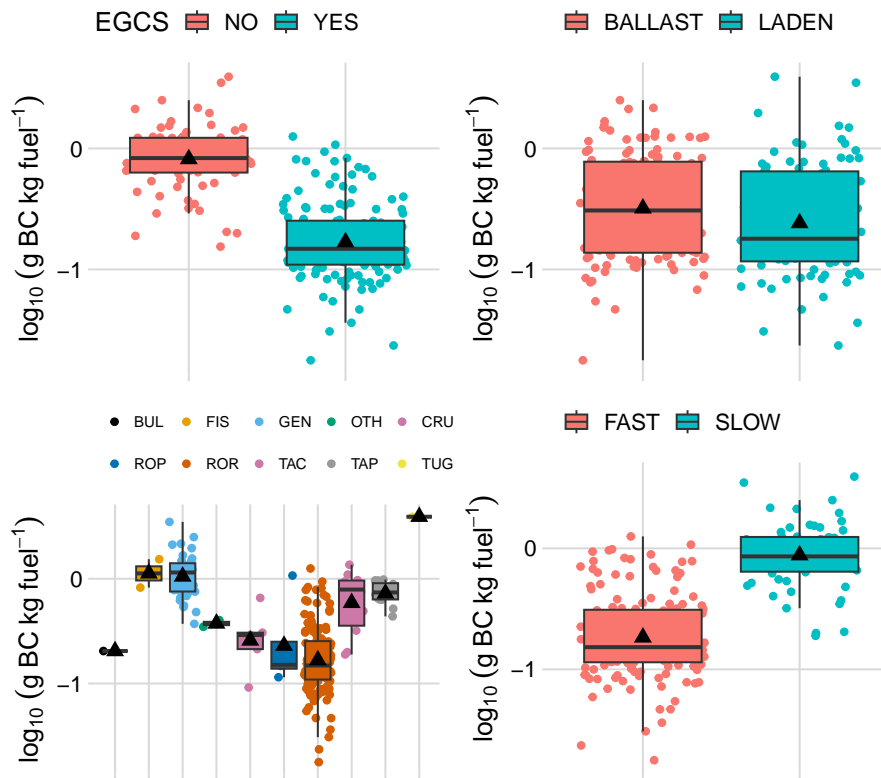 EGCS NO YES
log₁₀ (g BC kg fuel⁻¹)
0
−1
BALLAST LADEN
log₁₀ (g BC kg fuel⁻¹)
0
−1
BUL FIS GEN OTH CRU
ROP ROR TAC TAP TUG
log₁₀ (g BC kg fuel⁻¹)
0
−1
FAST SLOW
log₁₀ (g BC kg fuel⁻¹)
0
−1